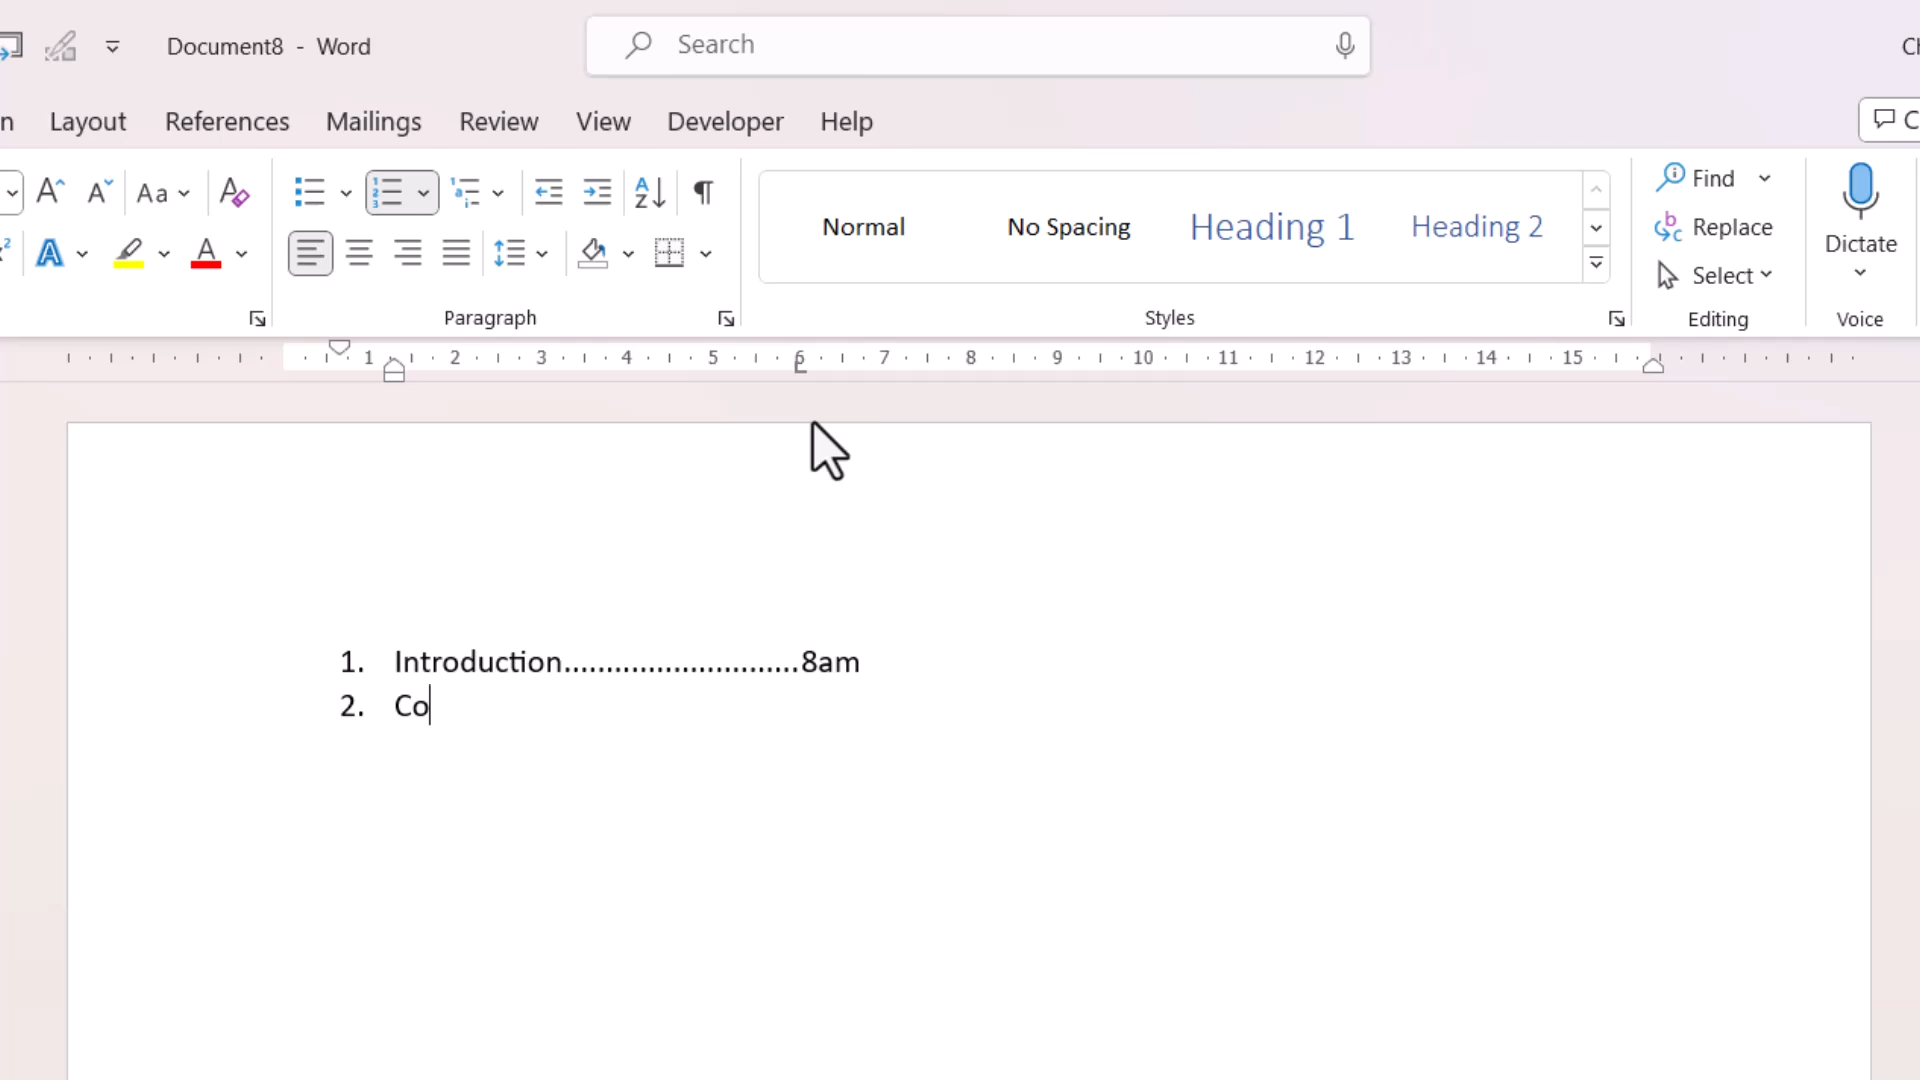 Document8 - Word
Search
Ch
n Layout References Mailings Review View Developer Help
C
Aa
Normal No Spacing Heading 1 Heading 2
Find
Replace
Select
Dictate
Paragraph Styles Editing Voice
1 2 3 4 5 6 7 8 9 10 11 12 13 14 15
1. Introduction............................8am
2. Co